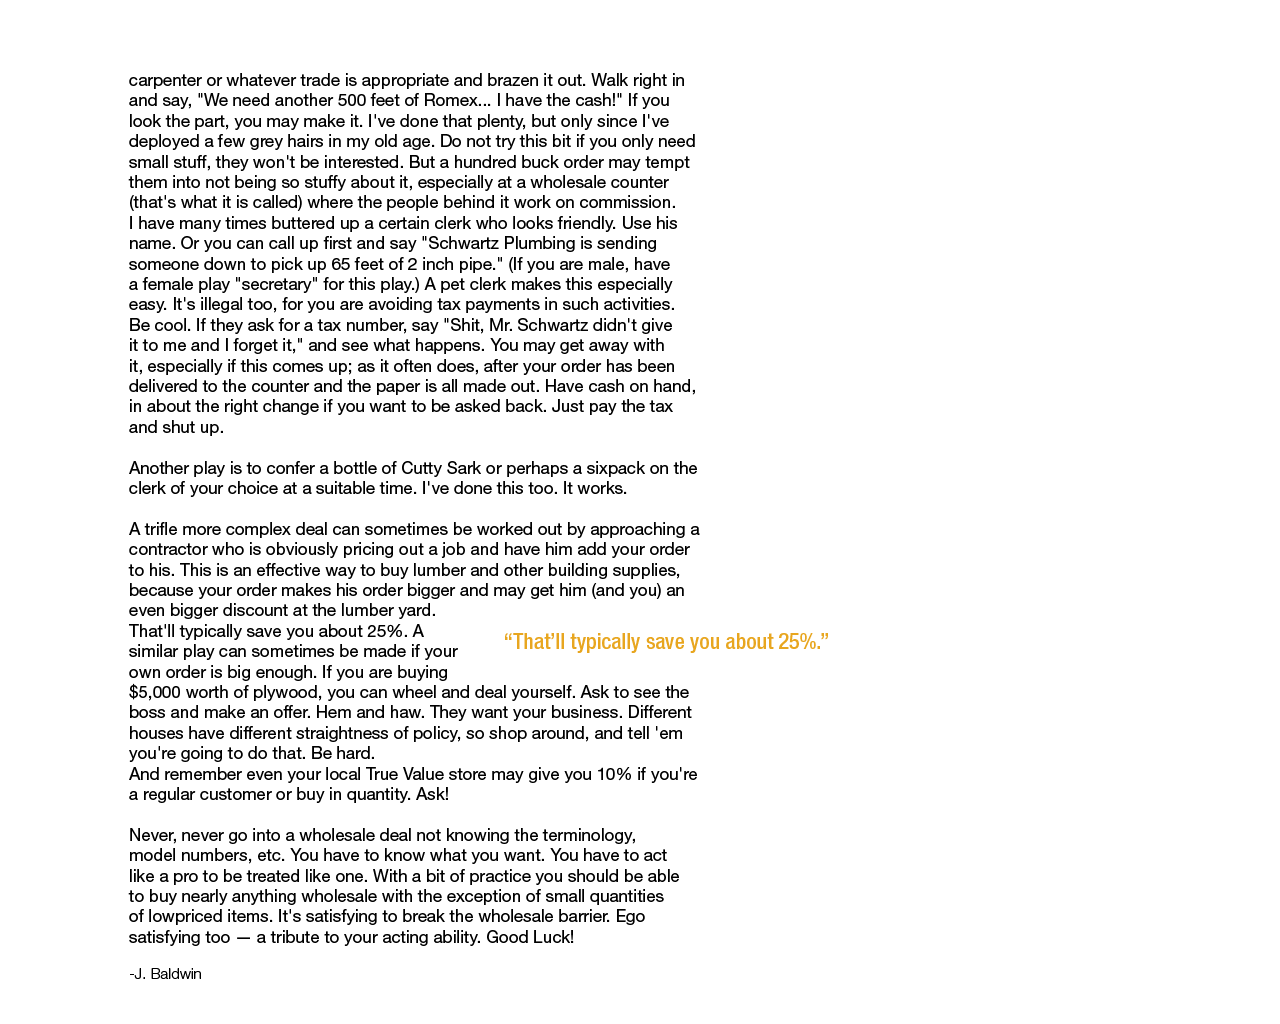 carpenter or whatever trade is appropriate and brazen it out. Walk right in
and say, "We need another 500 feet of Romex... I have the cash!" If you
look the part, you may make it. I've done that plenty, but only since I've
deployed a few grey hairs in my old age. Do not try this bit if you only need
small stuff, they won't be interested. But a hundred buck order may tempt
them into not being so stuffy about it, especially at a wholesale counter
(that's what it is called) where the people behind it work on commission.
I have many times buttered up a certain clerk who looks friendly. Use his
name. Or you can call up first and say "Schwartz Plumbing is sending
someone down to pick up 65 feet of 2 inch pipe." (If you are male, have
a female play "secretary" for this play.) A pet clerk makes this especially
easy. It's illegal too, for you are avoiding tax payments in such activities.
Be cool. If they ask for a tax number, say "Shit, Mr. Schwartz didn't give
it to me and I forget it," and see what happens. You may get away with
it, especially if this comes up; as it often does, after your order has been
delivered to the counter and the paper is all made out. Have cash on hand,
in about the right change if you want to be asked back. Just pay the tax
and shut up.
Another play is to confer a bottle of Cutty Sark or perhaps a sixpack on the
clerk of your choice at a suitable time. I've done this too. It works.
A trifle more complex deal can sometimes be worked out by approaching a
contractor who is obviously pricing out a job and have him add your order
to his. This is an effective way to buy lumber and other building supplies,
because your order makes his order bigger and may get him (and you) an
even bigger discount at the lumber yard.
That'll typically save you about 25%. A
similar play can sometimes be made if your
own order is big enough. If you are buying
$5,000 worth of plywood, you can wheel and deal yourself. Ask to see the
boss and make an offer. Hem and haw. They want your business. Different
houses have different straightness of policy, so shop around, and tell 'em
you're going to do that. Be hard.
And remember even your local True Value store may give you 10% if you're
a regular customer or buy in quantity. Ask!
“That’ll typically save you about 25%.”
Never, never go into a wholesale deal not knowing the terminology,
model numbers, etc. You have to know what you want. You have to act
like a pro to be treated like one. With a bit of practice you should be able
to buy nearly anything wholesale with the exception of small quantities
of lowpriced items. It's satisfying to break the wholesale barrier. Ego
satisfying too — a tribute to your acting ability. Good Luck!
-J. Baldwin